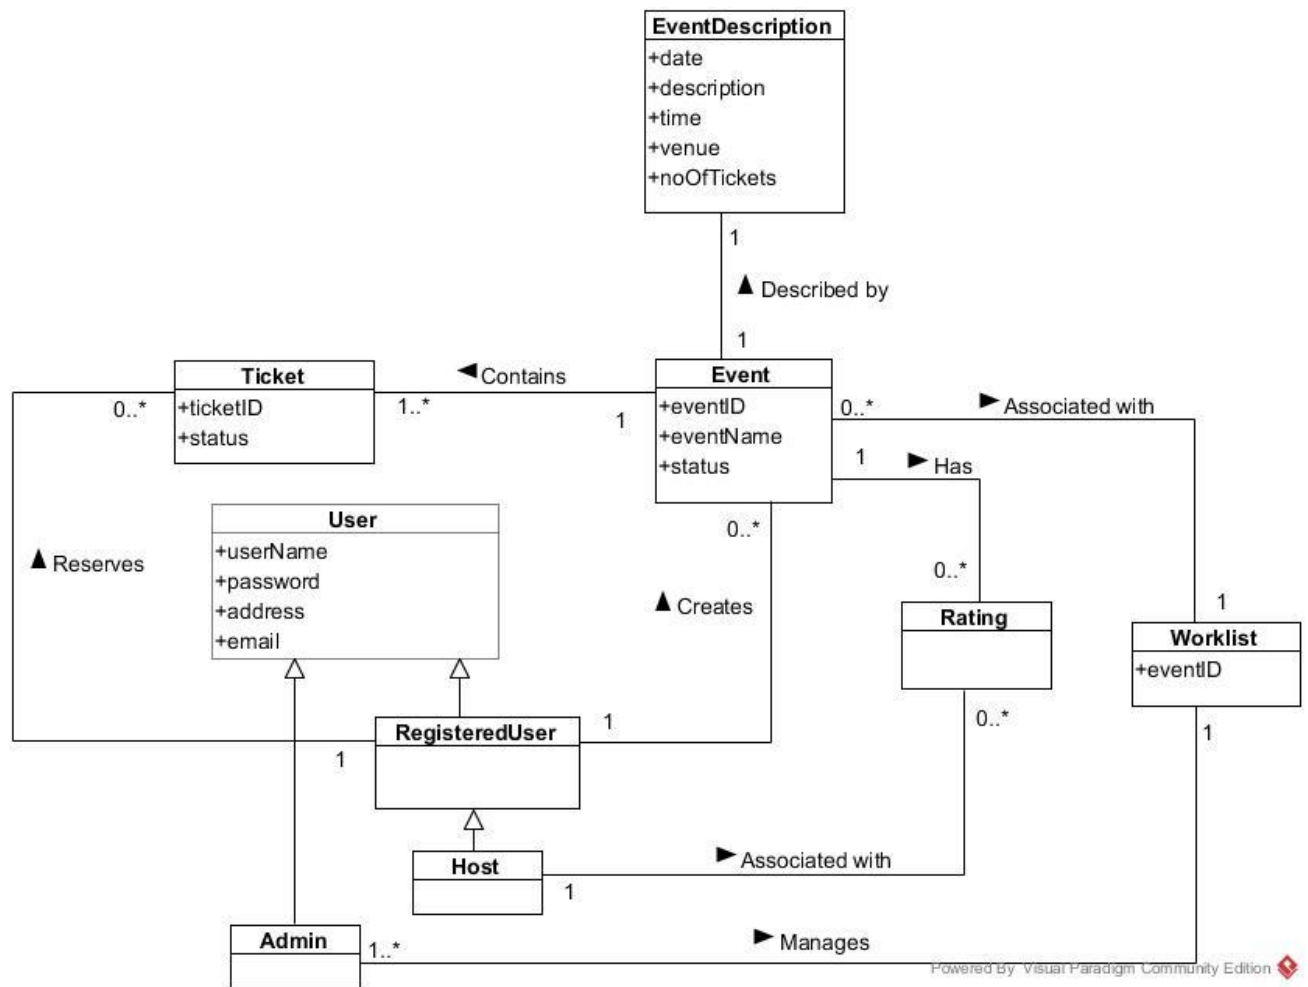 EventDescription
+date
+description
+time
+venue
+noOfTickets
1
Described by
1
Ticket
+ticketID
+status
0..*
Contains
1..*
1
Event
+eventID
+eventName
+status
0..*
Associated with
1
Has
0..*
0..*
Rating
1
Worklist
+eventID
User
+userName
+password
+address
+email
Reserves
Creates
RegisteredUser
1
1
0..*
1
Host
1
Associated with
Admin
1..*
Manages
Powered By Visual Paradigm Community Edition